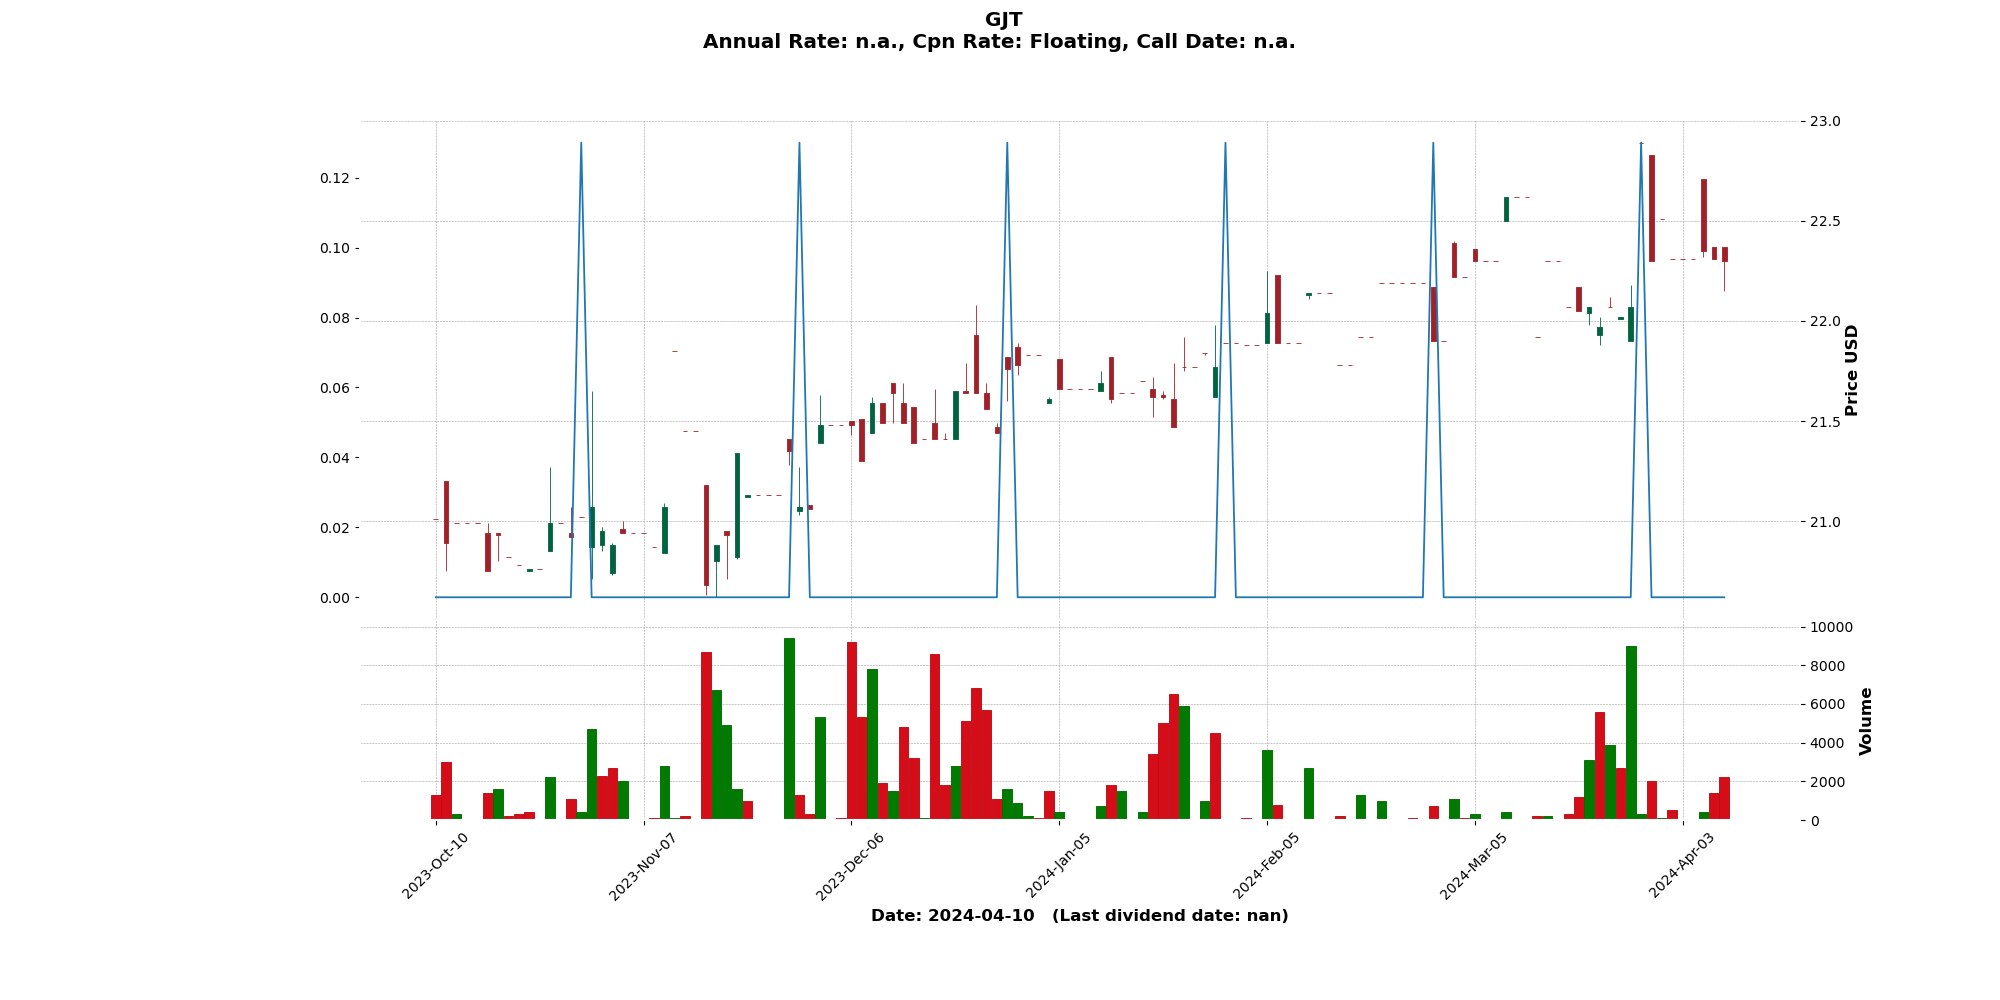 GJT
Annual Rate: n.a., Cpn Rate: Floating, Call Date: n.a.
0.12
0.10
0.08
0.06
0.04
0.02
0.00
23.0
22.5
22.0
21.5
21.0
Price USD
10000
8000
6000
4000
2000
0
Volume
2023-Oct-10
2023-Nov-07
2023-Dec-06
2024-Jan-05
2024-Feb-05
2024-Mar-05
2024-Apr-03
Date: 2024-04-10   (Last dividend date: nan)